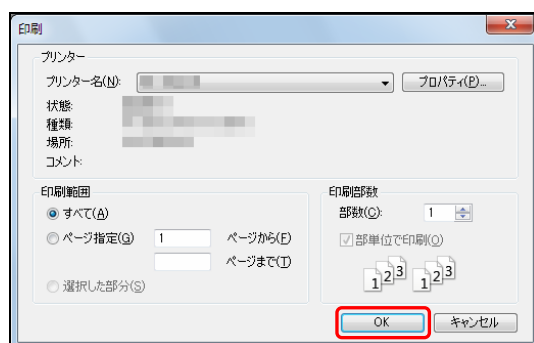 印刷
プリンター
プリンター名(N):
プロパティ(P)...
状態:
種類:
場所:
コメント:
印刷範囲
すべて(A)
ページ指定(G) 1 ページから(F)
ページまで(T)
選択した部分(S)
印刷部数
部数(C): 1
部単位で印刷(O)
1 2 3 1 2 3
OK キャンセル